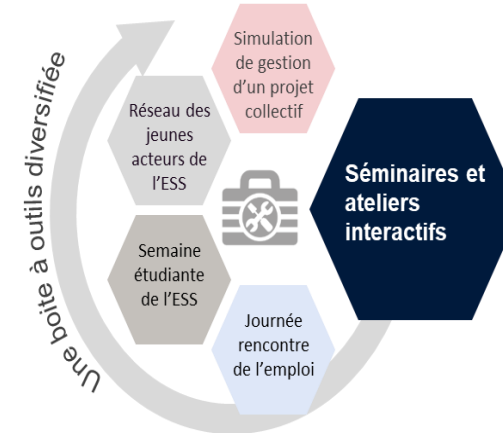 Une boite à outils diversifiée
Simulation
de gestion
d'un projet
collectif
Réseau des
jeunes
acteurs de
l'ESS
Séminaires et
ateliers
interactifs
Semaine
étudiante
de l'ESS
Journée
rencontre
de l'emploi